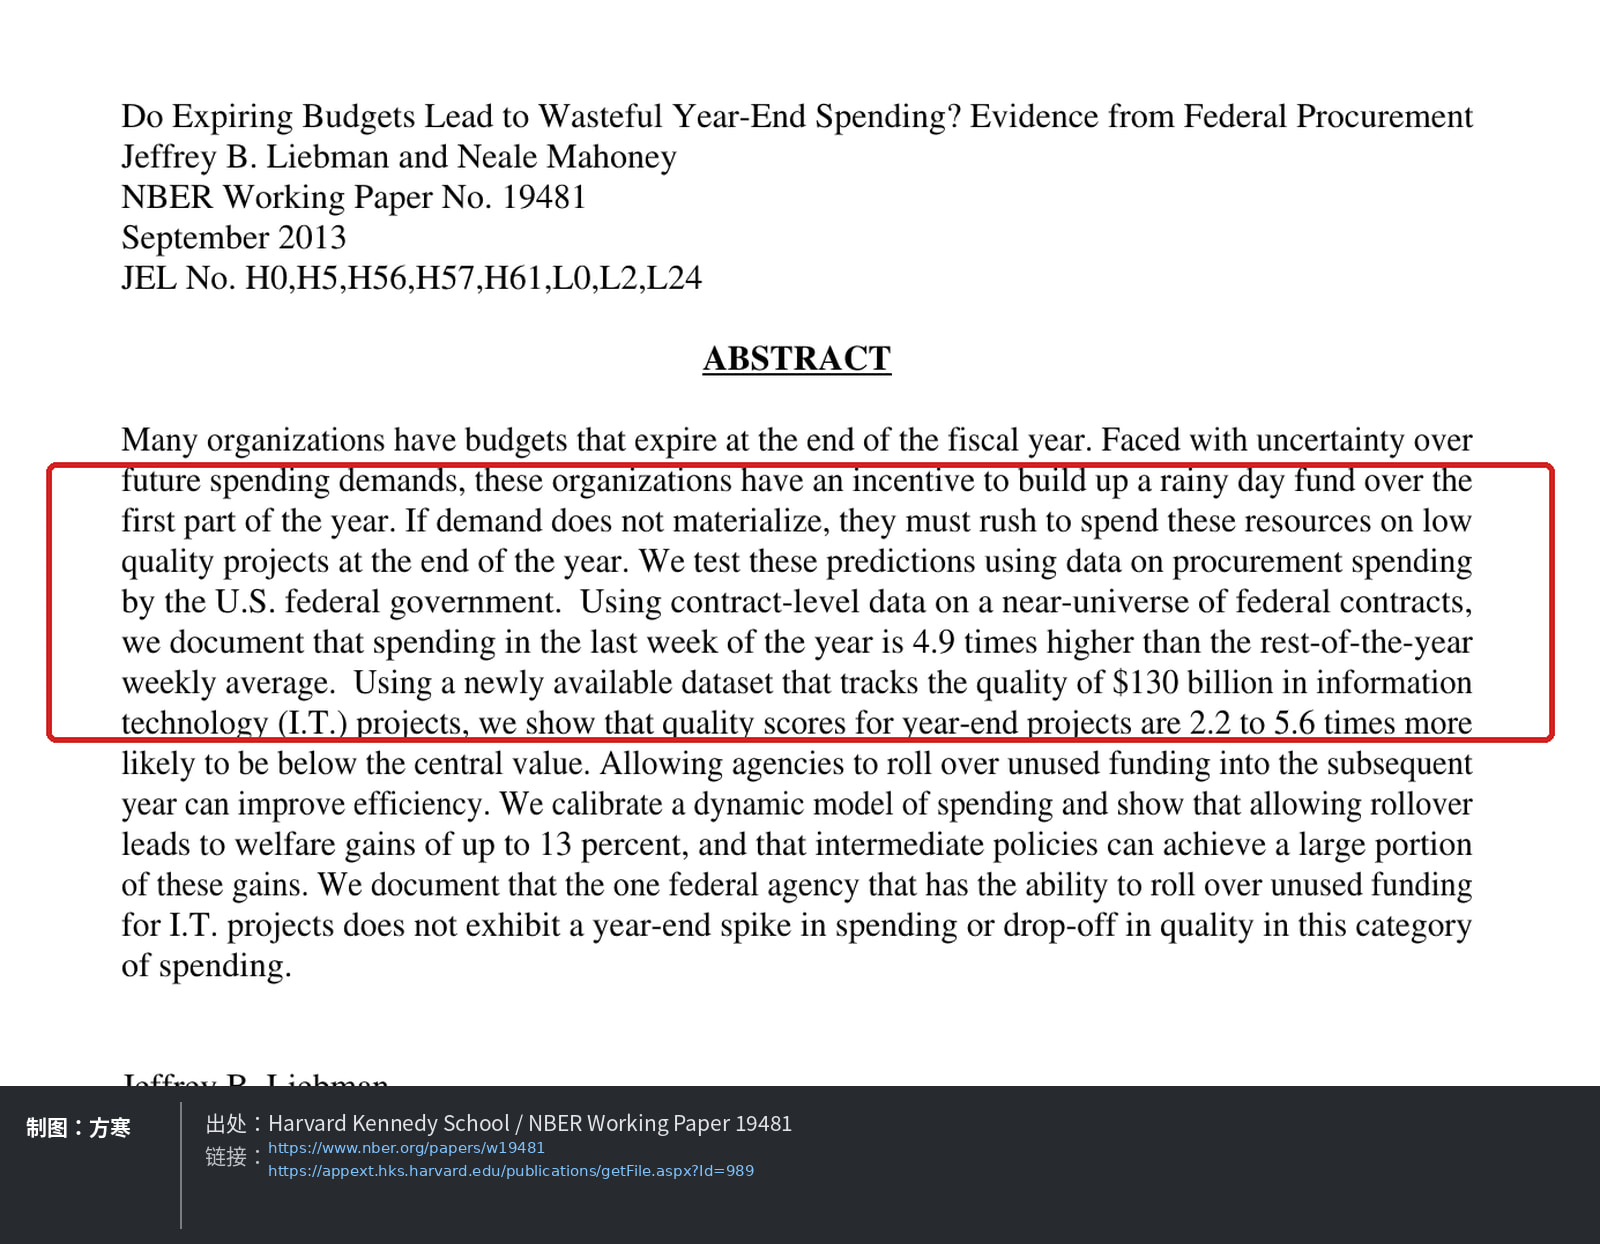 Do Expiring Budgets Lead to Wasteful Year-End Spending? Evidence from Federal Procurement
Jeffrey B. Liebman and Neale Mahoney
NBER Working Paper No. 19481
September 2013
JEL No. H0,H5,H56,H57,H61,L0,L2,L24
ABSTRACT
Many organizations have budgets that expire at the end of the fiscal year. Faced with uncertainty over
future spending demands, these organizations have an incentive to build up a rainy day fund over the
first part of the year. If demand does not materialize, they must rush to spend these resources on low
quality projects at the end of the year. We test these predictions using data on procurement spending
by the U.S. federal government.  Using contract-level data on a near-universe of federal contracts,
we document that spending in the last week of the year is 4.9 times higher than the rest-of-the-year
weekly average.  Using a newly available dataset that tracks the quality of $130 billion in information
technology (I.T.) projects, we show that quality scores for year-end projects are 2.2 to 5.6 times more
likely to be below the central value. Allowing agencies to roll over unused funding into the subsequent
year can improve efficiency. We calibrate a dynamic model of spending and show that allowing rollover
leads to welfare gains of up to 13 percent, and that intermediate policies can achieve a large portion
of these gains. We document that the one federal agency that has the ability to roll over unused funding
for I.T. projects does not exhibit a year-end spike in spending or drop-off in quality in this category
of spending.
Jeffrey B. Liebman
制图：方寒
出处：Harvard Kennedy School / NBER Working Paper 19481
链接：https://www.nber.org/papers/w19481
https://appext.hks.harvard.edu/publications/getFile.aspx?Id=989